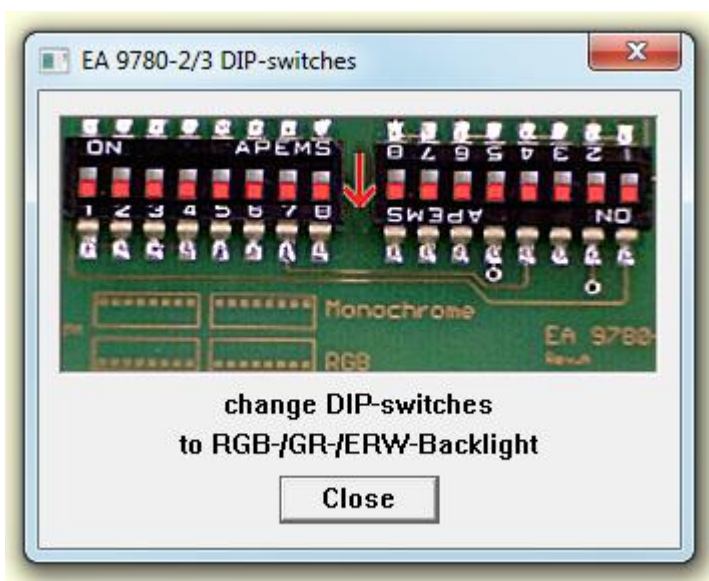 EA 9780-2/3 DIP-switches
ON APEMS
1 2 3 4 5 6 7 8
8 7 6 5 4 3 2 1
APEMS ON
Monochrome
RGB
EA 9780-
Rev.A
change DIP-switches
to RGB-/GR-/ERW-Backlight
Close